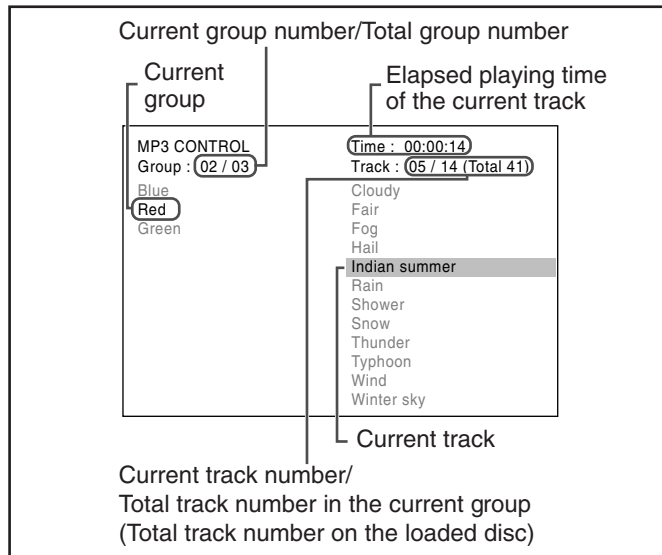 Current group number/Total group number
Current
group
Elapsed playing time
of the current track
MP3 CONTROL
Group : 02 / 03
Blue
Red
Green
Time : 00:00:14
Track : 05 / 14 (Total 41)
Cloudy
Fair
Fog
Hail
Indian summer
Rain
Shower
Snow
Thunder
Typhoon
Wind
Winter sky
Current track
Current track number/
Total track number in the current group
(Total track number on the loaded disc)